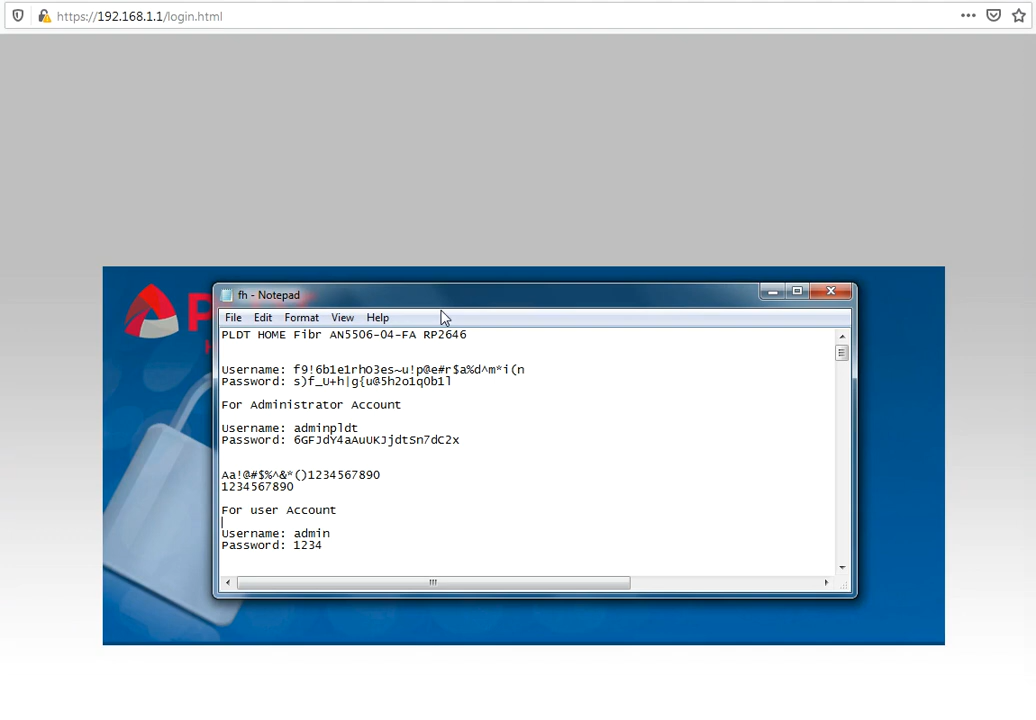 https://192.168.1.1/login.html
P
H
fh - Notepad
File Edit Format View Help
PLDT HOME Fibr AN5506-04-FA RP2646
Username: f9!6b1e1rhO3es~u!p@e#r$a%d^m*i(n
Password: s)f_U+h|g{u@5h2o1q0b1l
For Administrator Account
Username: adminpldt
Password: 6GFJdY4aAuUKJjdtSn7dC2x
Aa!@#$%^&*()1234567890
1234567890
For user Account
Username: admin
Password: 1234